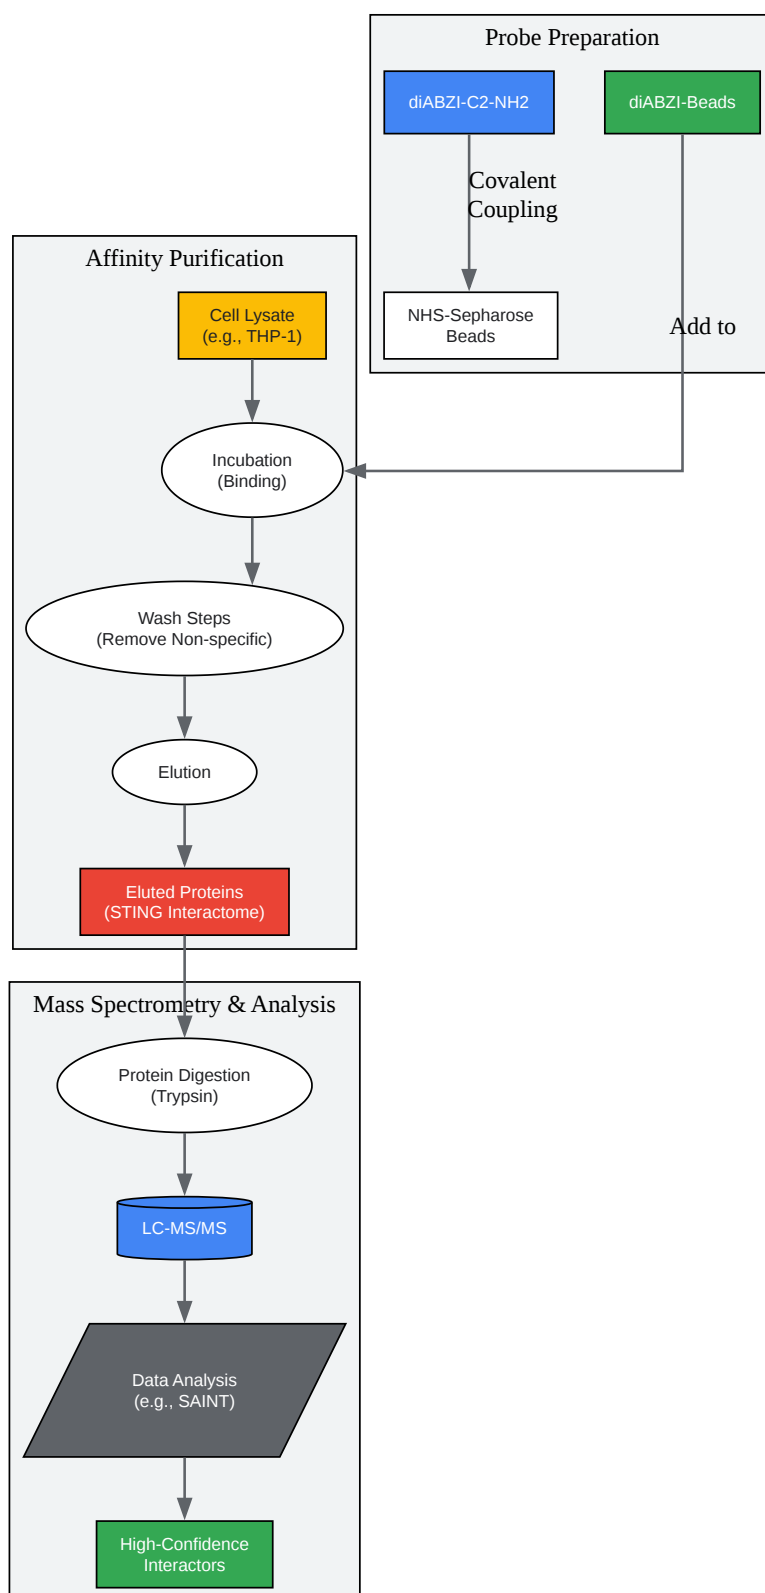 Probe Preparation
diABZI-C2-NH2
diABZI-Beads
Covalent
Coupling
NHS-Sepharose
Beads
Add to
Affinity Purification
Cell Lysate
(e.g., THP-1)
Incubation
(Binding)
Wash Steps
(Remove Non-specific)
Elution
Eluted Proteins
(STING Interactome)
Mass Spectrometry & Analysis
Protein Digestion
(Trypsin)
LC-MS/MS
Data Analysis
(e.g., SAINT)
High-Confidence
Interactors